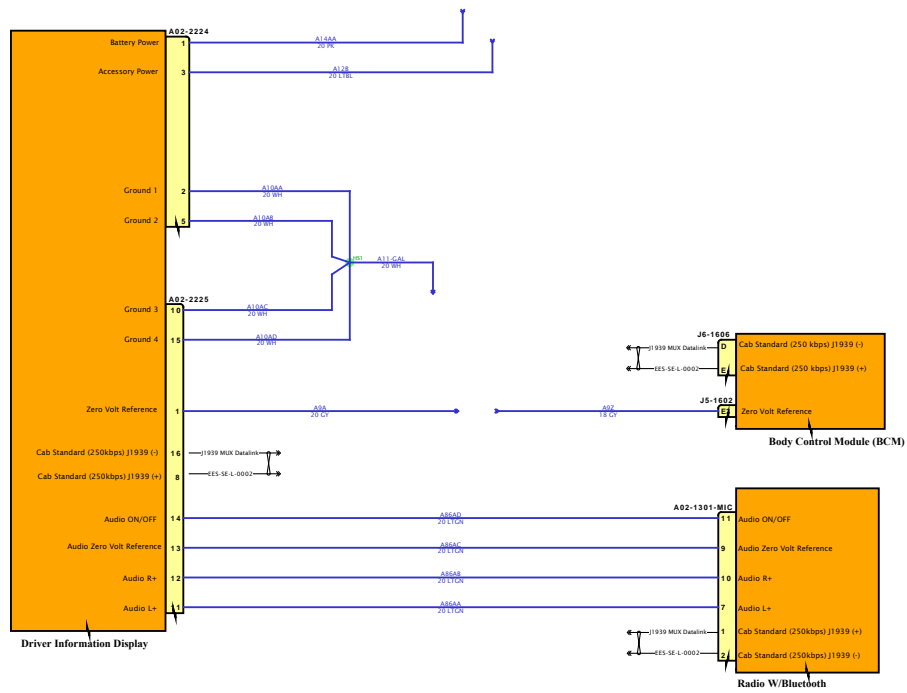 A02-2224
Battery Power 1 A14AA
20 PK
Accessory Power 3 A12B
20 LTBL
Ground 1 2 A10AA
20 WH
Ground 2 5 A10AB
20 WH
HS1 A11-GAL
20 WH
A02-2225
Ground 3 10 A10AC
20 WH
Ground 4 15 A10AD
20 WH
J6-1606
J1939 MUX Datalink D Cab Standard (250 kbps) J1939 (-)
EES-SE-L-0002 E Cab Standard (250 kbps) J1939 (+)
J5-1602
Zero Volt Reference 1 A9A A9Z Zero Volt Reference
20 GY 18 GY
Body Control Module (BCM)
Cab Standard (250kbps) J1939 (-) 16 J1939 MUX Datalink
Cab Standard (250kbps) J1939 (+) 8 EES-SE-L-0002
A02-1301-MIC
Audio ON/OFF 14 A86AD 11 Audio ON/OFF
20 LTGN
Audio Zero Volt Reference 13 A86AC 9 Audio Zero Volt Reference
20 LTGN
Audio R+ 12 A86AB 10 Audio R+
20 LTGN
Audio L+ A86AA 7 Audio L+
20 LTGN
J1939 MUX Datalink 1 Cab Standard (250kbps) J1939 (+)
EES-SE-L-0002 2 Cab Standard (250kbps) J1939 (-)
Driver Information Display
Radio W/Bluetooth